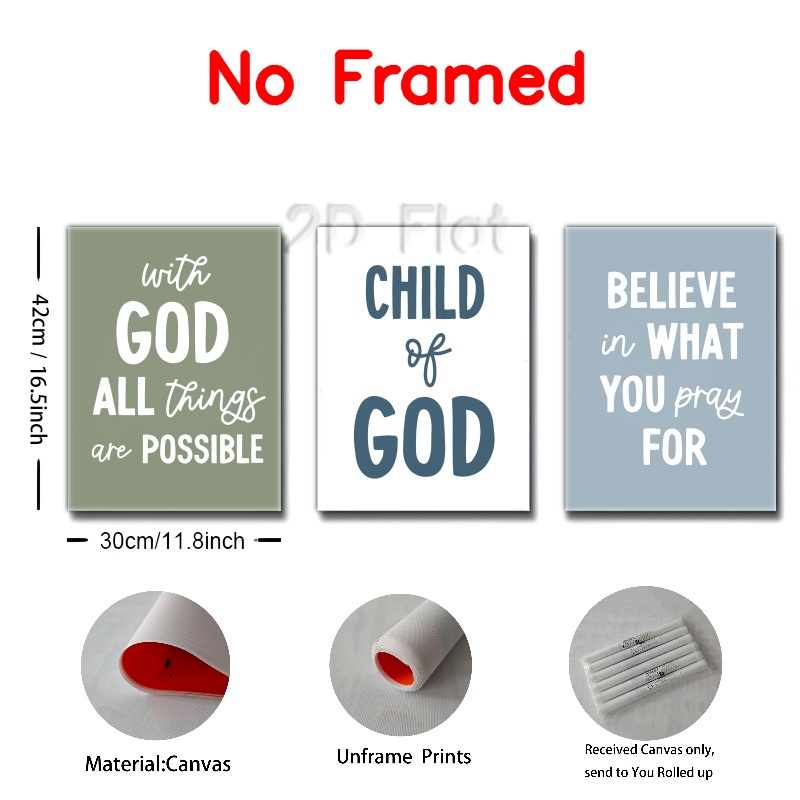 No Framed
2D Flat
42cm / 16.5inch
with
GOD
ALL things
are POSSIBLE
CHILD
of
GOD
BELIEVE
in WHAT
YOU pray
FOR
30cm/11.8inch
Material:Canvas
Unframe Prints
Received Canvas only,
send to You Rolled up